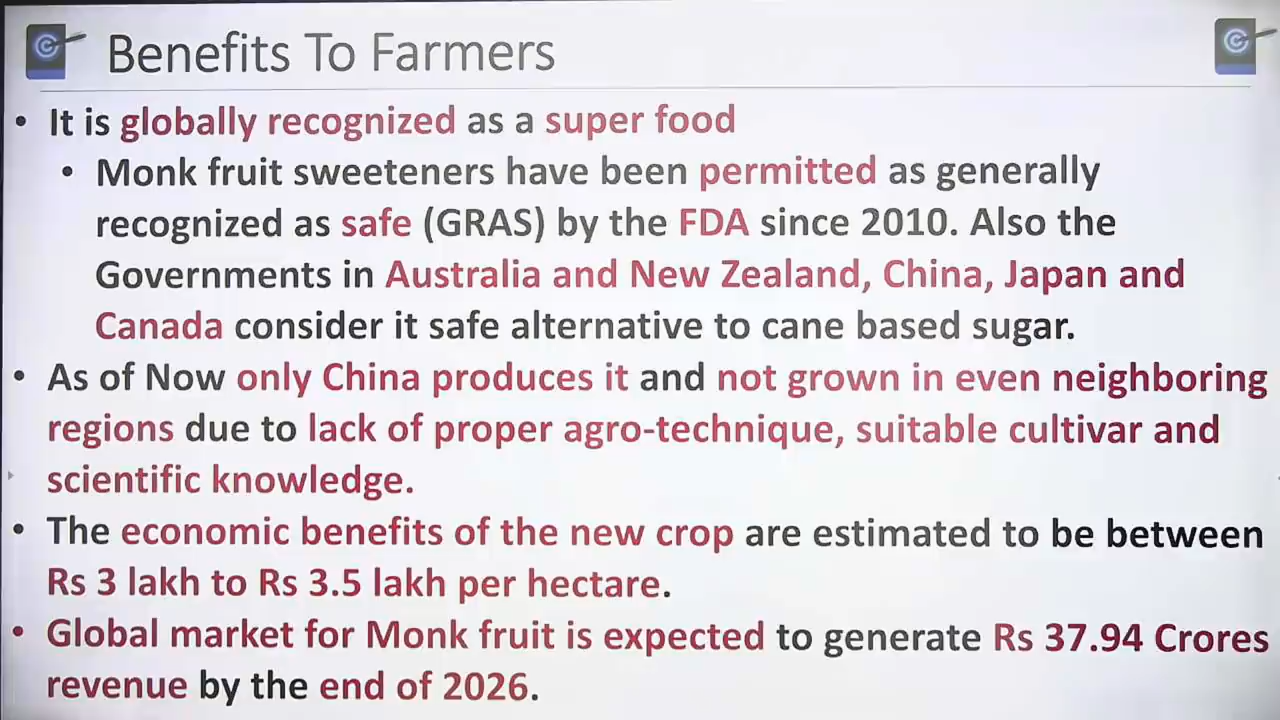 Benefits To Farmers
• It is globally recognized as a super food
• Monk fruit sweeteners have been permitted as generally
recognized as safe (GRAS) by the FDA since 2010. Also the
Governments in Australia and New Zealand, China, Japan and
Canada consider it safe alternative to cane based sugar.
• As of Now only China produces it and not grown in even neighboring
regions due to lack of proper agro-technique, suitable cultivar and
scientific knowledge.
• The economic benefits of the new crop are estimated to be between
Rs 3 lakh to Rs 3.5 lakh per hectare.
• Global market for Monk fruit is expected to generate Rs 37.94 Crores
revenue by the end of 2026.